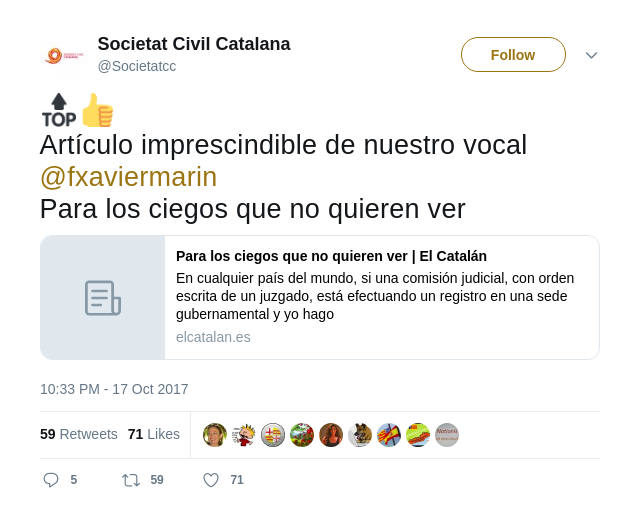 Societat Civil Catalana
@Societatcc
Follow
TOP
Artículo imprescindible de nuestro vocal
@fxaviermarin
Para los ciegos que no quieren ver
Para los ciegos que no quieren ver | El Catalán
En cualquier país del mundo, si una comisión judicial, con orden
escrita de un juzgado, está efectuando un registro en una sede
gubernamental y yo hago
elcatalan.es
10:33 PM - 17 Oct 2017
59 Retweets 71 Likes
5 59 71